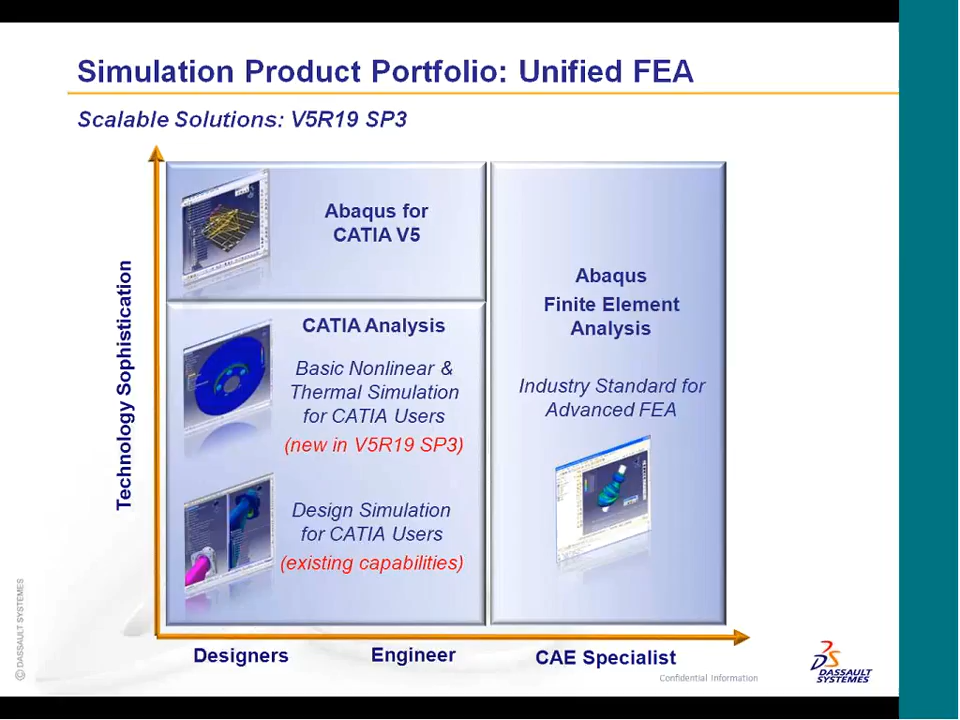 Simulation Product Portfolio: Unified FEA
Scalable Solutions: V5R19 SP3
Technology Sophistication
Abaqus for
CATIA V5
CATIA Analysis
Basic Nonlinear &
Thermal Simulation
for CATIA Users
(new in V5R19 SP3)
Design Simulation
for CATIA Users
(existing capabilities)
Abaqus
Finite Element
Analysis
Industry Standard for
Advanced FEA
Designers
Engineer
CAE Specialist
© DASSAULT SYSTEMES
Confidential Information
DASSAULT
SYSTEMES